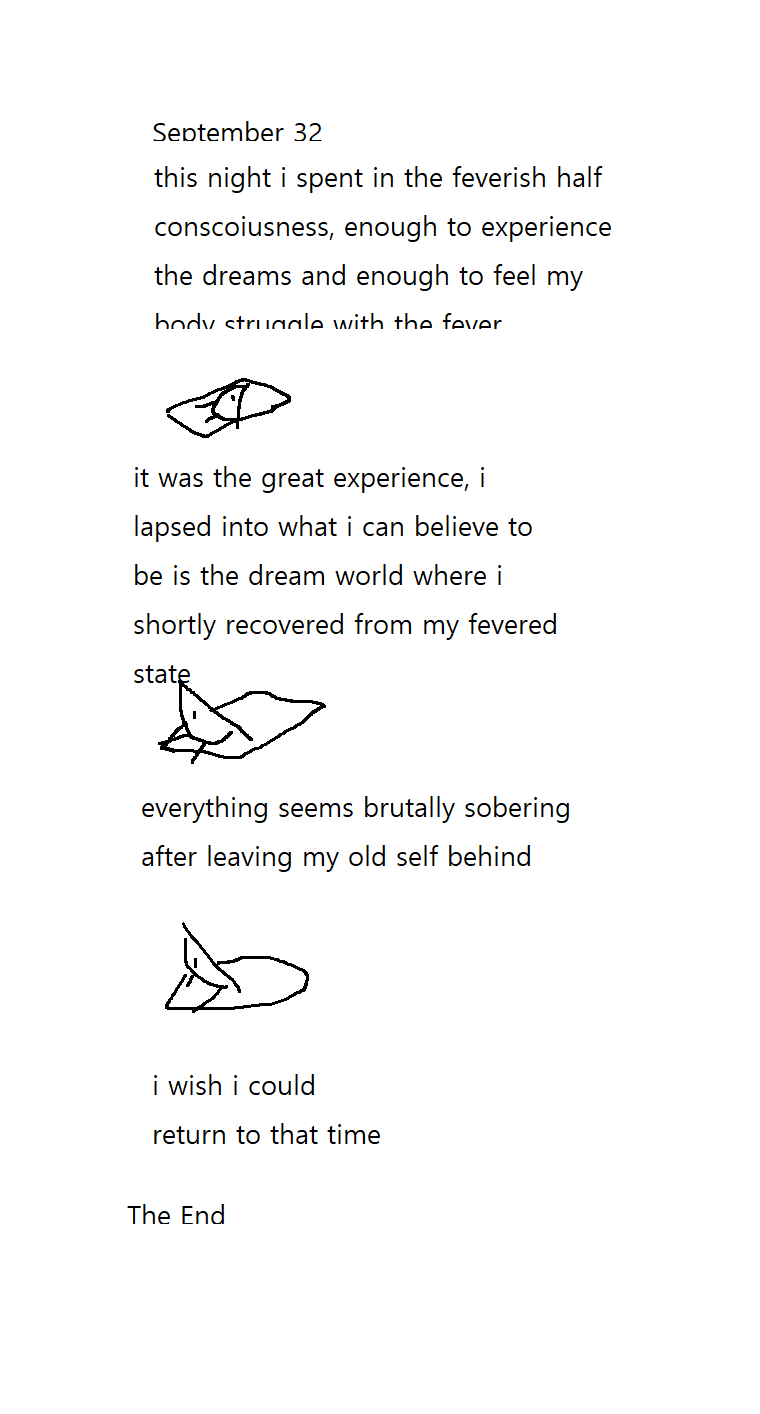 September 32
this night i spent in the feverish half
conscoiusness, enough to experience
the dreams and enough to feel my
body struggle with the fever
it was the great experience, i
lapsed into what i can believe to
be is the dream world where i
shortly recovered from my fevered
state
everything seems brutally sobering
after leaving my old self behind
i wish i could
return to that time
The End